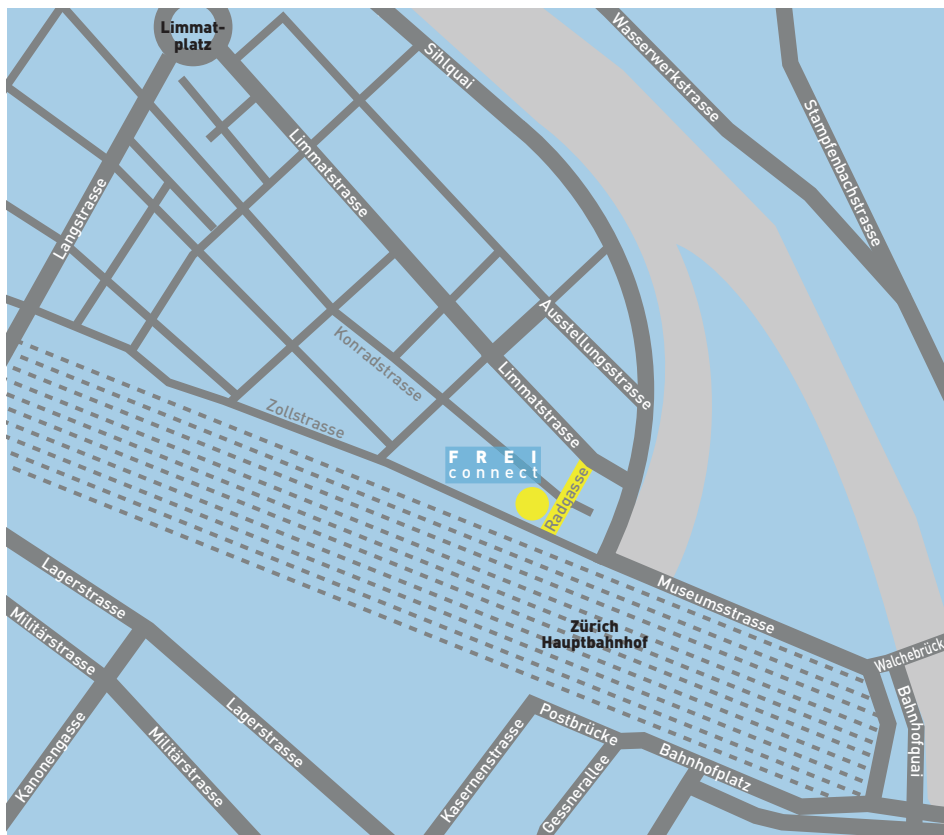 Limmat-
platz
Sihlquai
Wasserwerkstrasse
Stampfenbachstrasse
Limmatstrasse
Langstrasse
Ausstellungsstrasse
Konradstrasse
Limmatstrasse
Zollstrasse
FREI
connect
Radgasse
Museumsstrasse
Zürich
Hauptbahnhof
Walchebrück
Bahnhofquai
Lagerstrasse
Militärstrasse
Kanonengasse
Militärstrasse
Lagerstrasse
Kasernenstrasse
Postbrücke
Gessnerallee
Bahnhofplatz